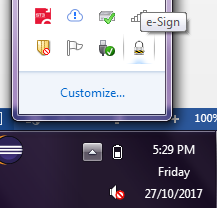 e-Sign
Customize...
100%
5:29 PM
Friday
27/10/2017